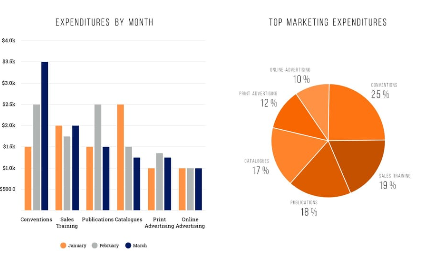 EXPENDITURES BY MONTH
$4.0k
$3.5k
$3.0k
$2.5k
$2.0k
$1.5k
$1.0k
$500.0
Conventions
Sales
Training
Publications
Catalogues
Print
Advertising
Online
Advertising
January
February
March
TOP MARKETING EXPENDITURES
ONLINE ADVERTISING
10 %
CONVENTIONS
25 %
PRINT ADVERTISING
12 %
CATALOGUES
17 %
SALES TRAINING
19 %
PUBLICATIONS
18 %